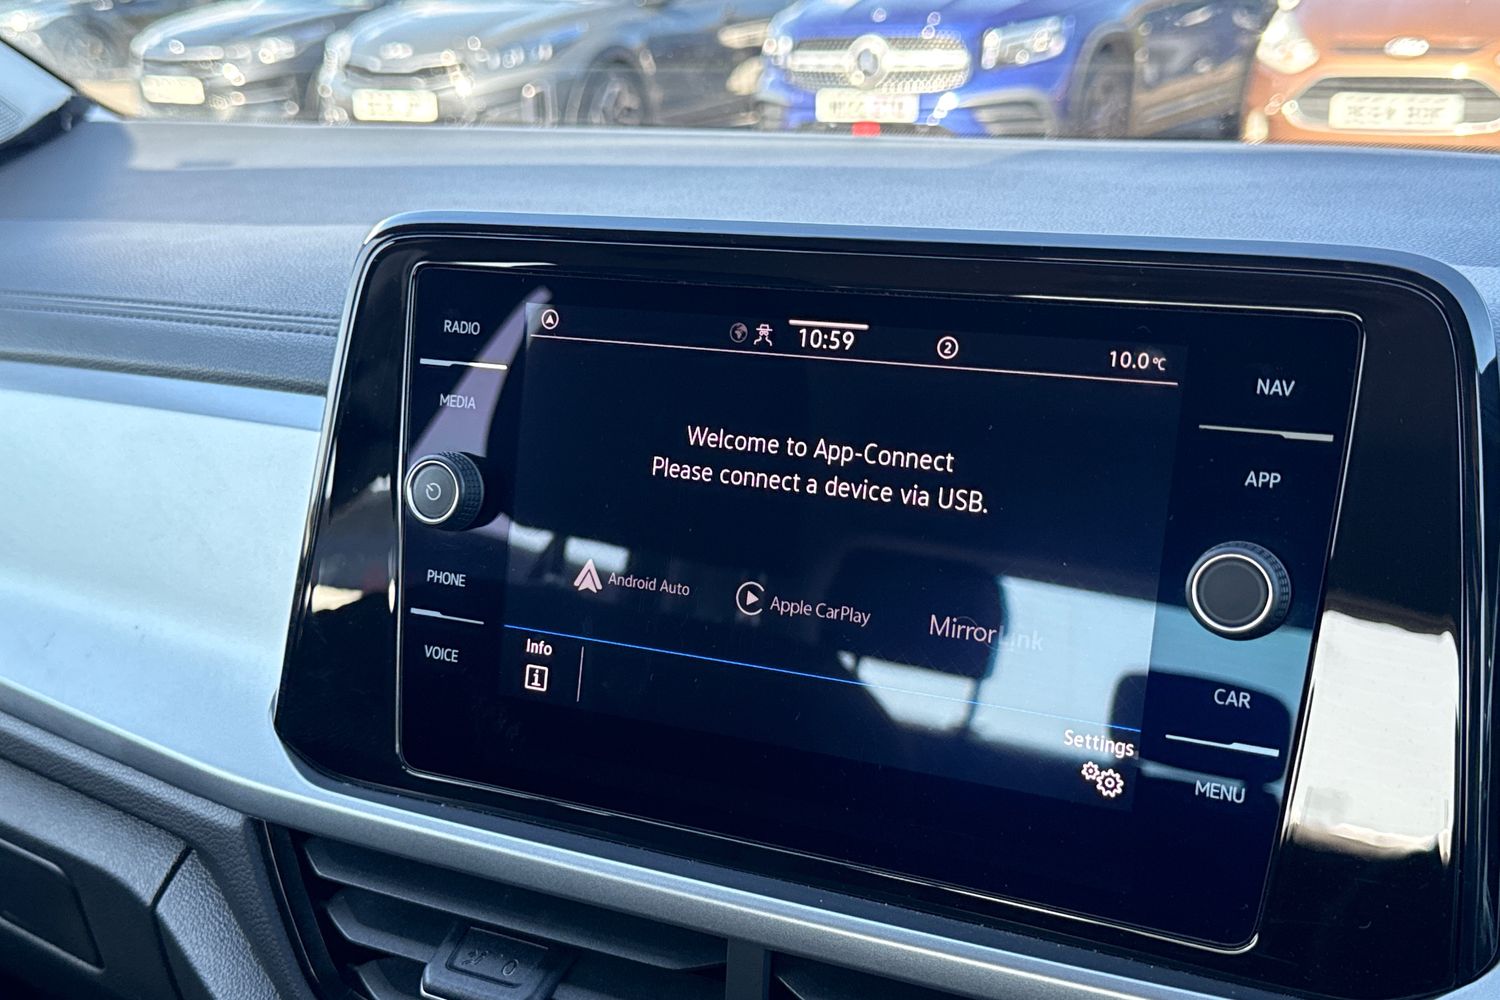 RADIO
MEDIA
PHONE
VOICE
10:59
2
10.0°C
Welcome to App-Connect
Please connect a device via USB.
Android Auto
Apple CarPlay
MirrorLink
Info
i
Settings
NAV
APP
CAR
MENU